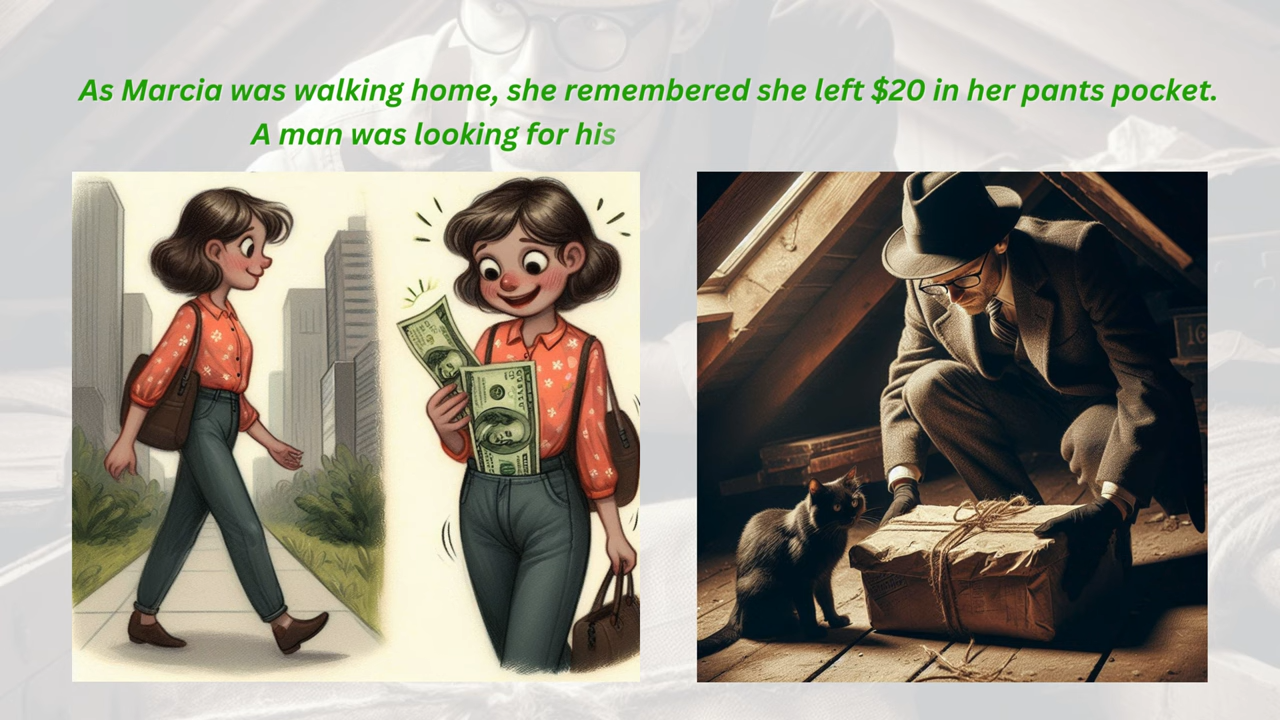 As Marcia was walking home, she remembered she left $20 in her pants pocket.
A man was looking for his